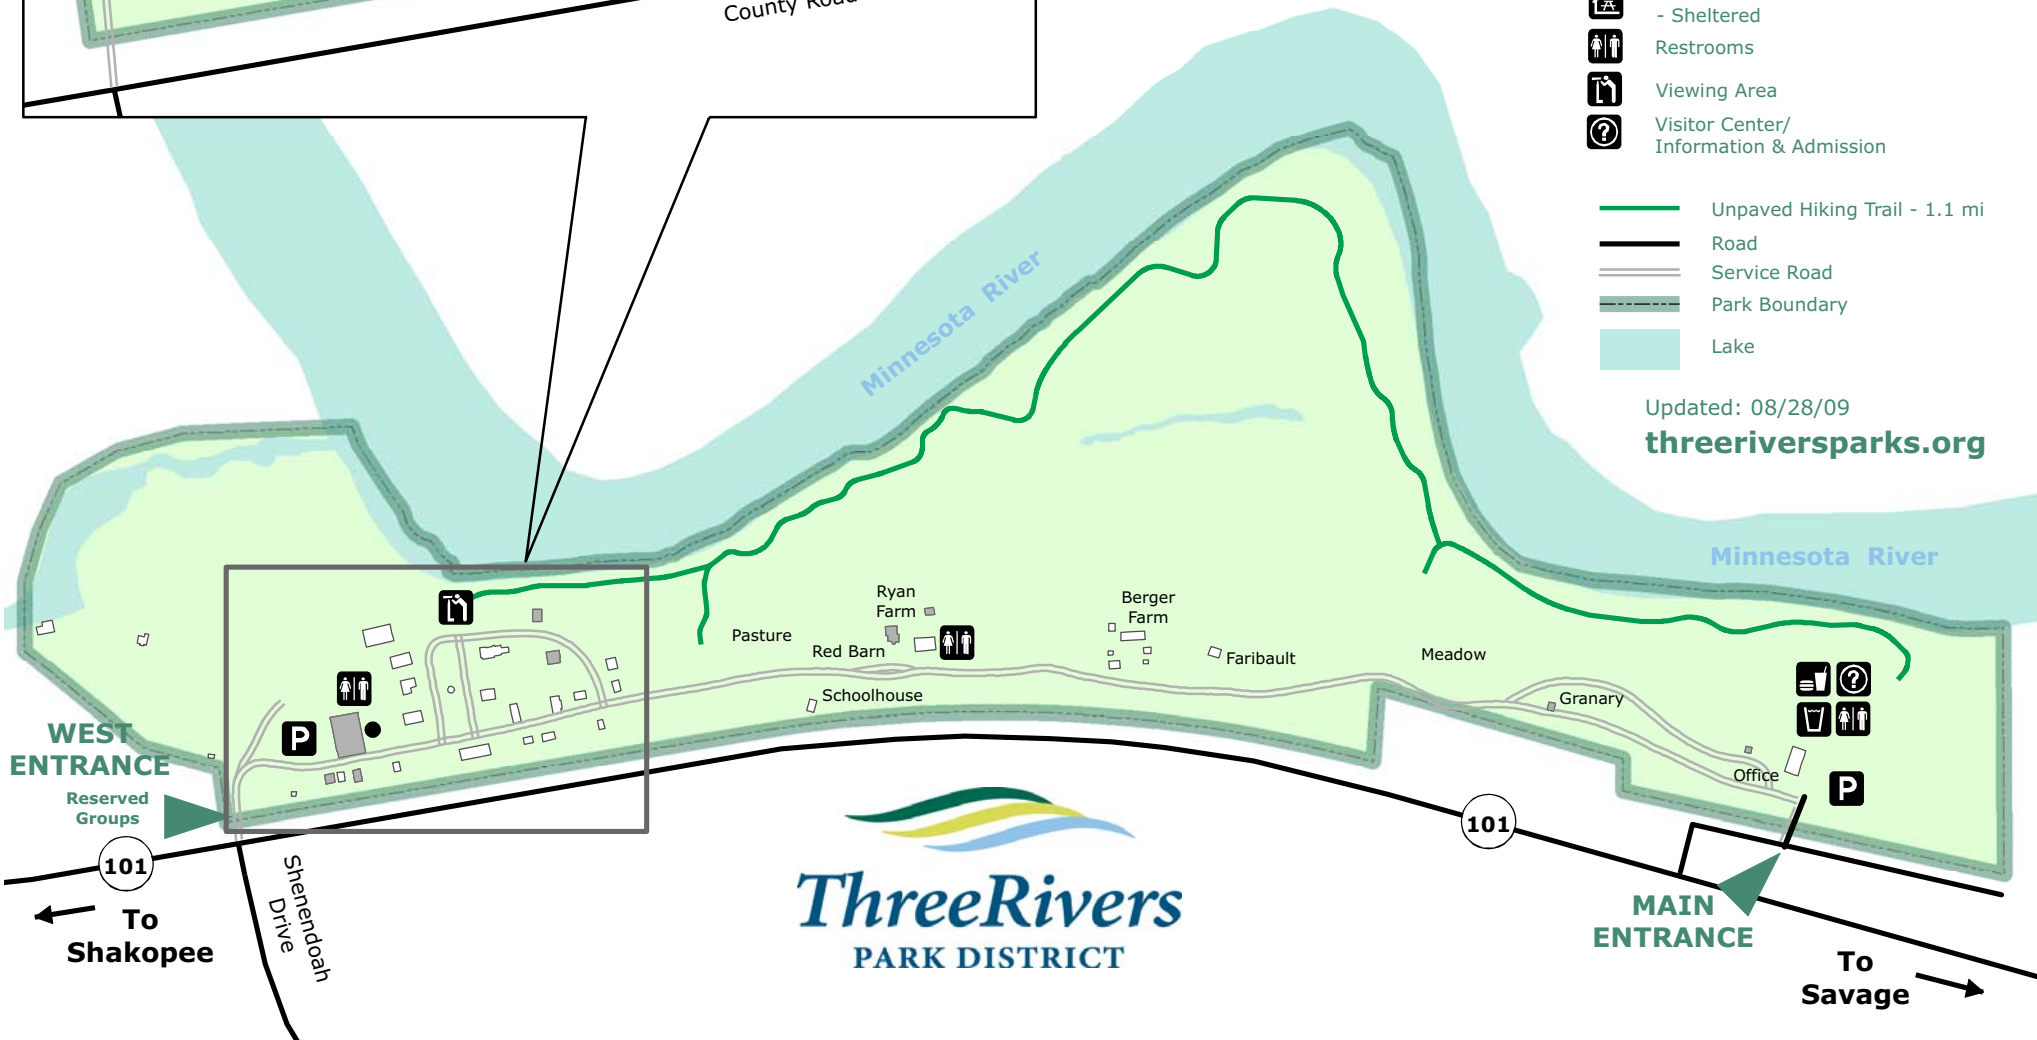 County Road
- Sheltered
Restrooms
Viewing Area
Visitor Center/
Information & Admission
Unpaved Hiking Trail - 1.1 mi
Road
Service Road
Park Boundary
Lake
Updated: 08/28/09
threeriversparks.org
Minnesota River
Minnesota River
Ryan
Farm
Berger
Farm
Pasture
Red Barn
Faribault
Meadow
Schoolhouse
Granary
Office
P
P
WEST
ENTRANCE
Reserved
Groups
101
101
To
Shakopee
Shenendoah
Drive
ThreeRivers
PARK DISTRICT
MAIN
ENTRANCE
To
Savage